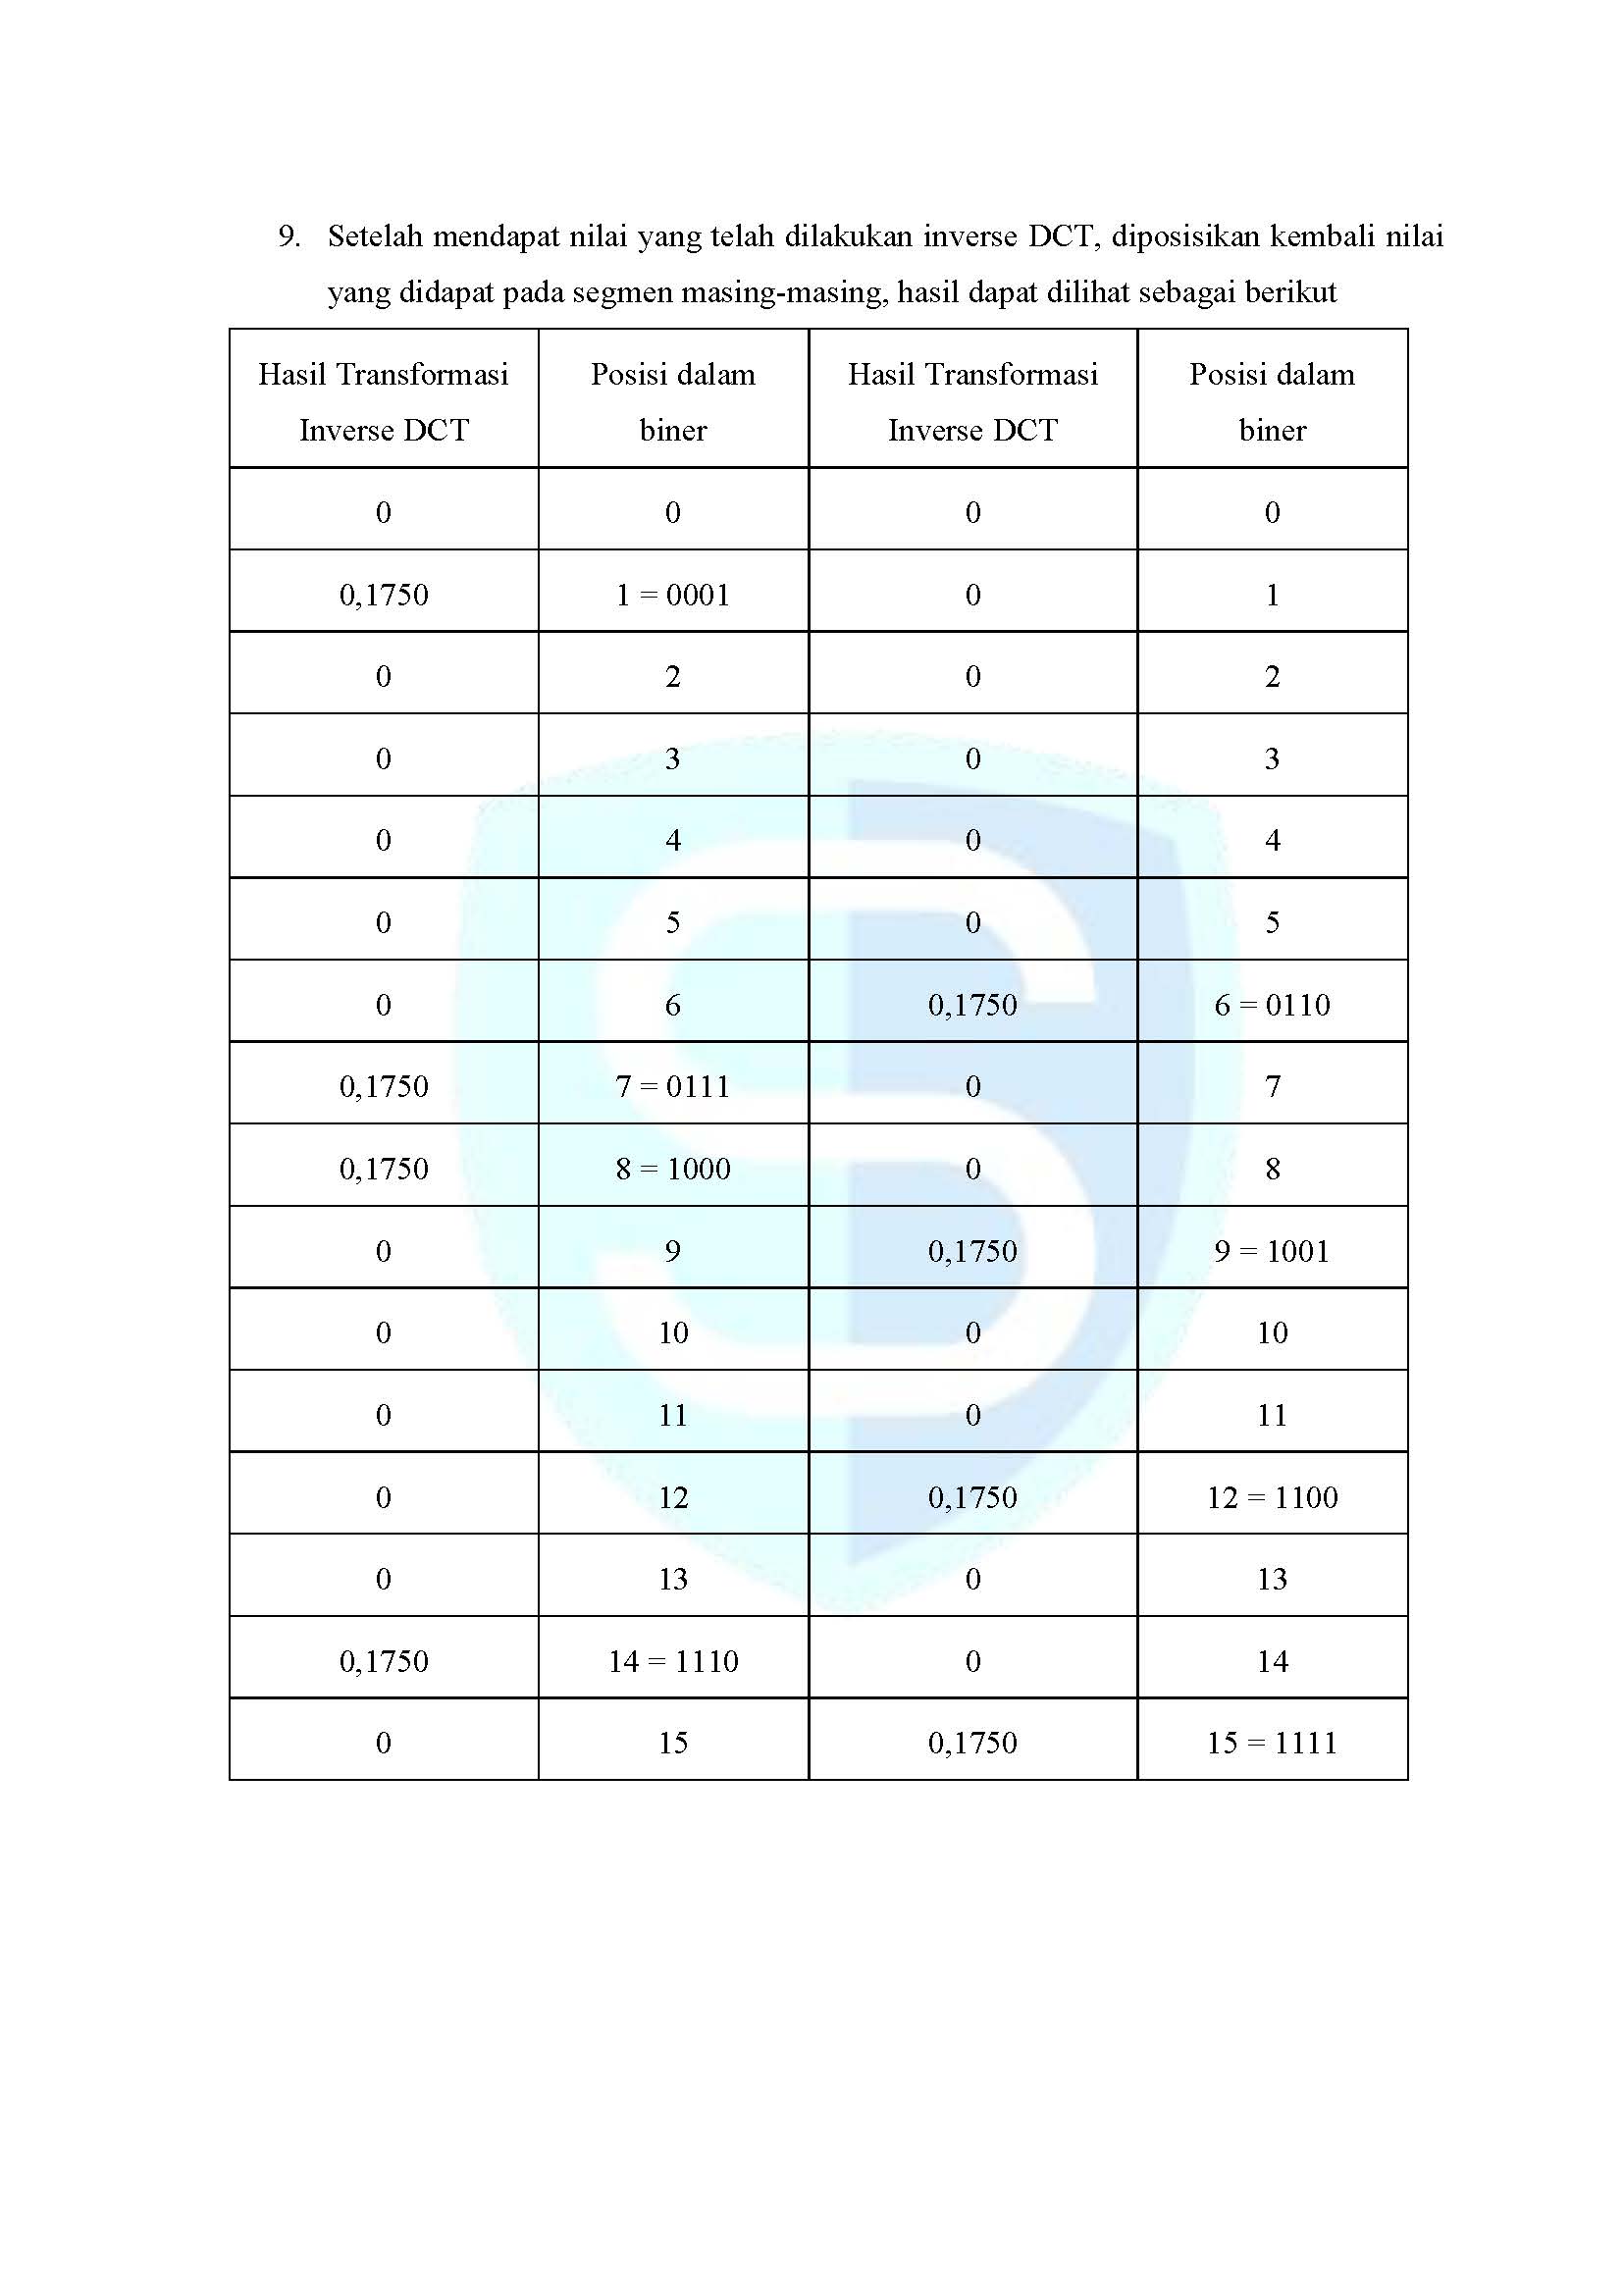 9. Setelah mendapat nilai yang telah dilakukan inverse DCT, diposisikan kembali nilai
yang didapat pada segmen masing-masing, hasil dapat dilihat sebagai berikut
Hasil Transformasi Inverse DCT Posisi dalam biner Hasil Transformasi Inverse DCT Posisi dalam biner
0 0 0 0
0,1750 1 = 0001 0 1
0 2 0 2
0 3 0 3
0 4 0 4
0 5 0 5
0 6 0,1750 6 = 0110
0,1750 7 = 0111 0 7
0,1750 8 = 1000 0 8
0 9 0,1750 9 = 1001
0 10 0 10
0 11 0 11
0 12 0,1750 12 = 1100
0 13 0 13
0,1750 14 = 1110 0 14
0 15 0,1750 15 = 1111